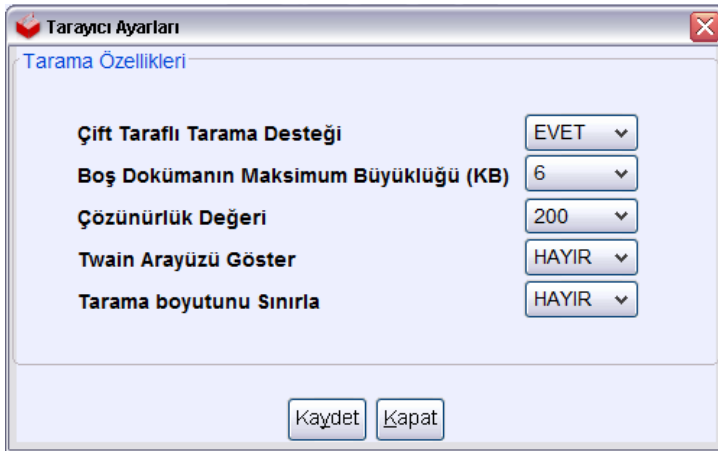 Tarayıcı Ayarları
Tarama Özellikleri
Çift Taraflı Tarama Desteği EVET
Boş Dokümanın Maksimum Büyüklüğü (KB) 6
Çözünürlük Değeri 200
Twain Arayüzü Göster HAYIR
Tarama boyutunu Sınırla HAYIR
Kaydet Kapat